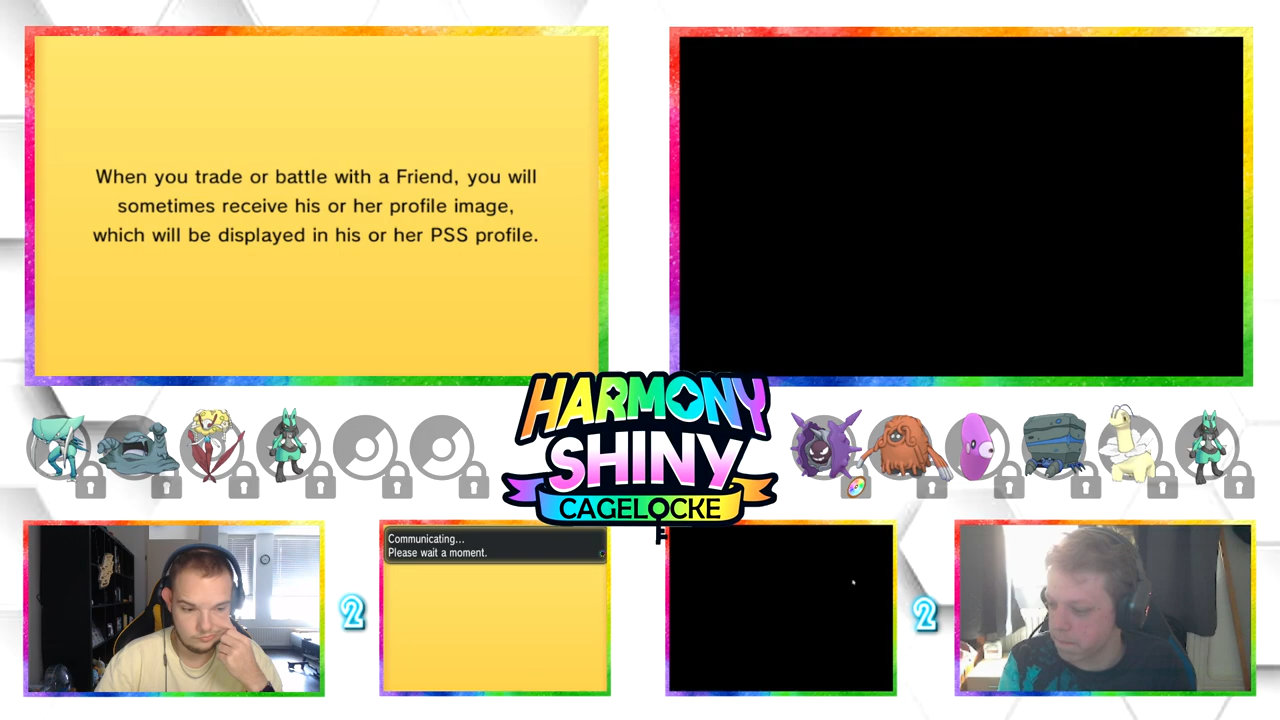 When you trade or battle with a Friend, you will
sometimes receive his or her profile image,
which will be displayed in his or her PSS profile.
HARMONY
SHINY
CAGELOCKE
Communicating...
Please wait a moment.
2
2